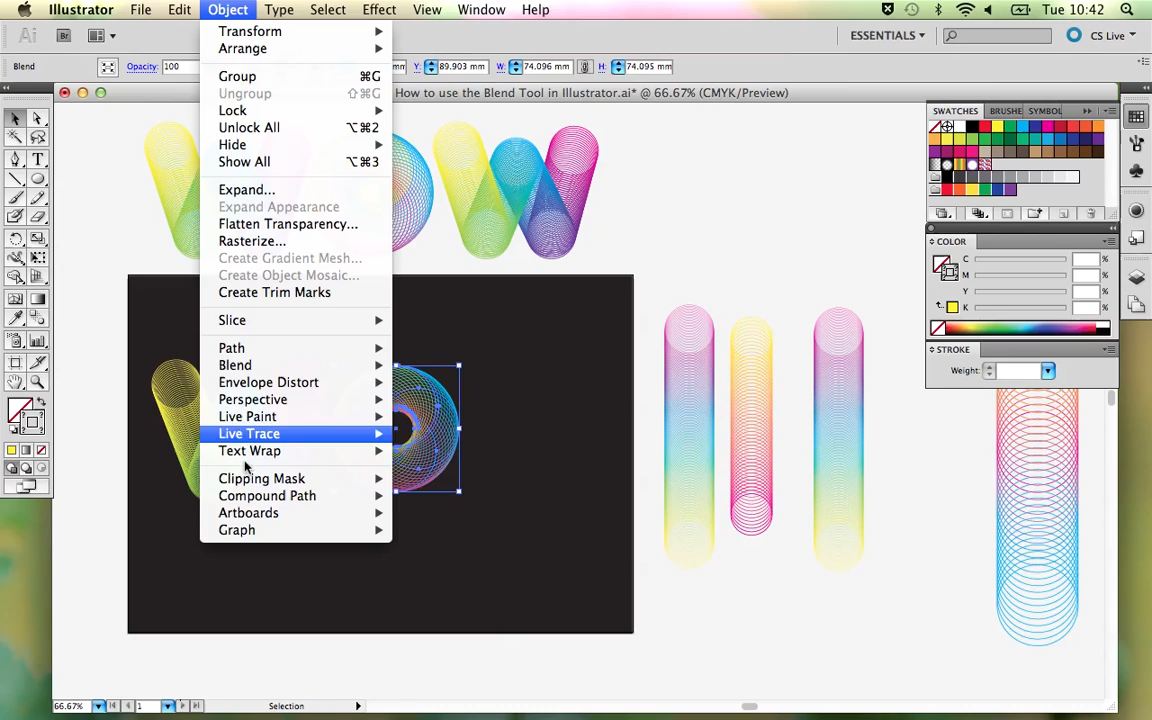 Illustrator File Edit Object Type Select Effect View Window Help Tue 10:42
Ai Br ESSENTIALS CS Live
Blend Opacity: 100 mm Y: 89.903 mm W: 74.096 mm H: 74.095 mm
How to use the Blend Tool in Illustrator.ai* @ 66.67% (CMYK/Preview)
Transform
Arrange
Group ⌘G
Ungroup ⇧⌘G
Lock
Unlock All ⌥⌘2
Hide
Show All ⌥⌘3
Expand...
Expand Appearance
Flatten Transparency...
Rasterize...
Create Gradient Mesh...
Create Object Mosaic...
Create Trim Marks
Slice
Path
Blend
Envelope Distort
Perspective
Live Paint
Live Trace
Text Wrap
Clipping Mask
Compound Path
Artboards
Graph
SWATCHES BRUSHE SYMBOL
COLOR
C %
M %
Y %
K %
STROKE
Weight:
66.67% 1 Selection